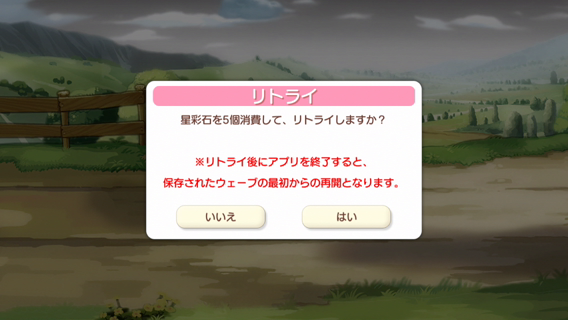 リトライ
星彩石を5個消費して、リトライしますか？
※リトライ後にアプリを終了すると、
保存されたウェーブの最初からの再開となります。
いいえ
はい